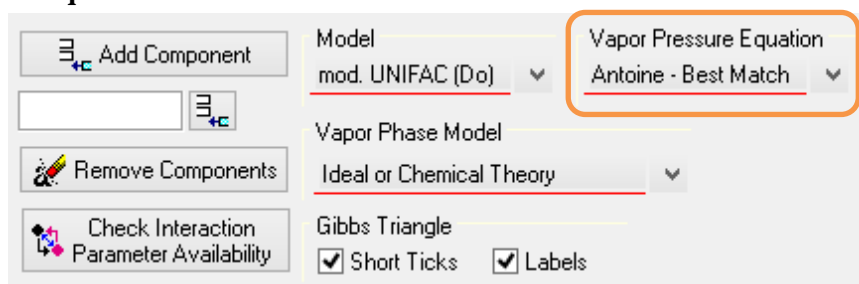 Add Component
Model
Vapor Pressure Equation
mod. UNIFAC (Do)
Antoine - Best Match
Vapor Phase Model
Remove Components
Ideal or Chemical Theory
Check Interaction
Parameter Availability
Gibbs Triangle
Short Ticks
Labels